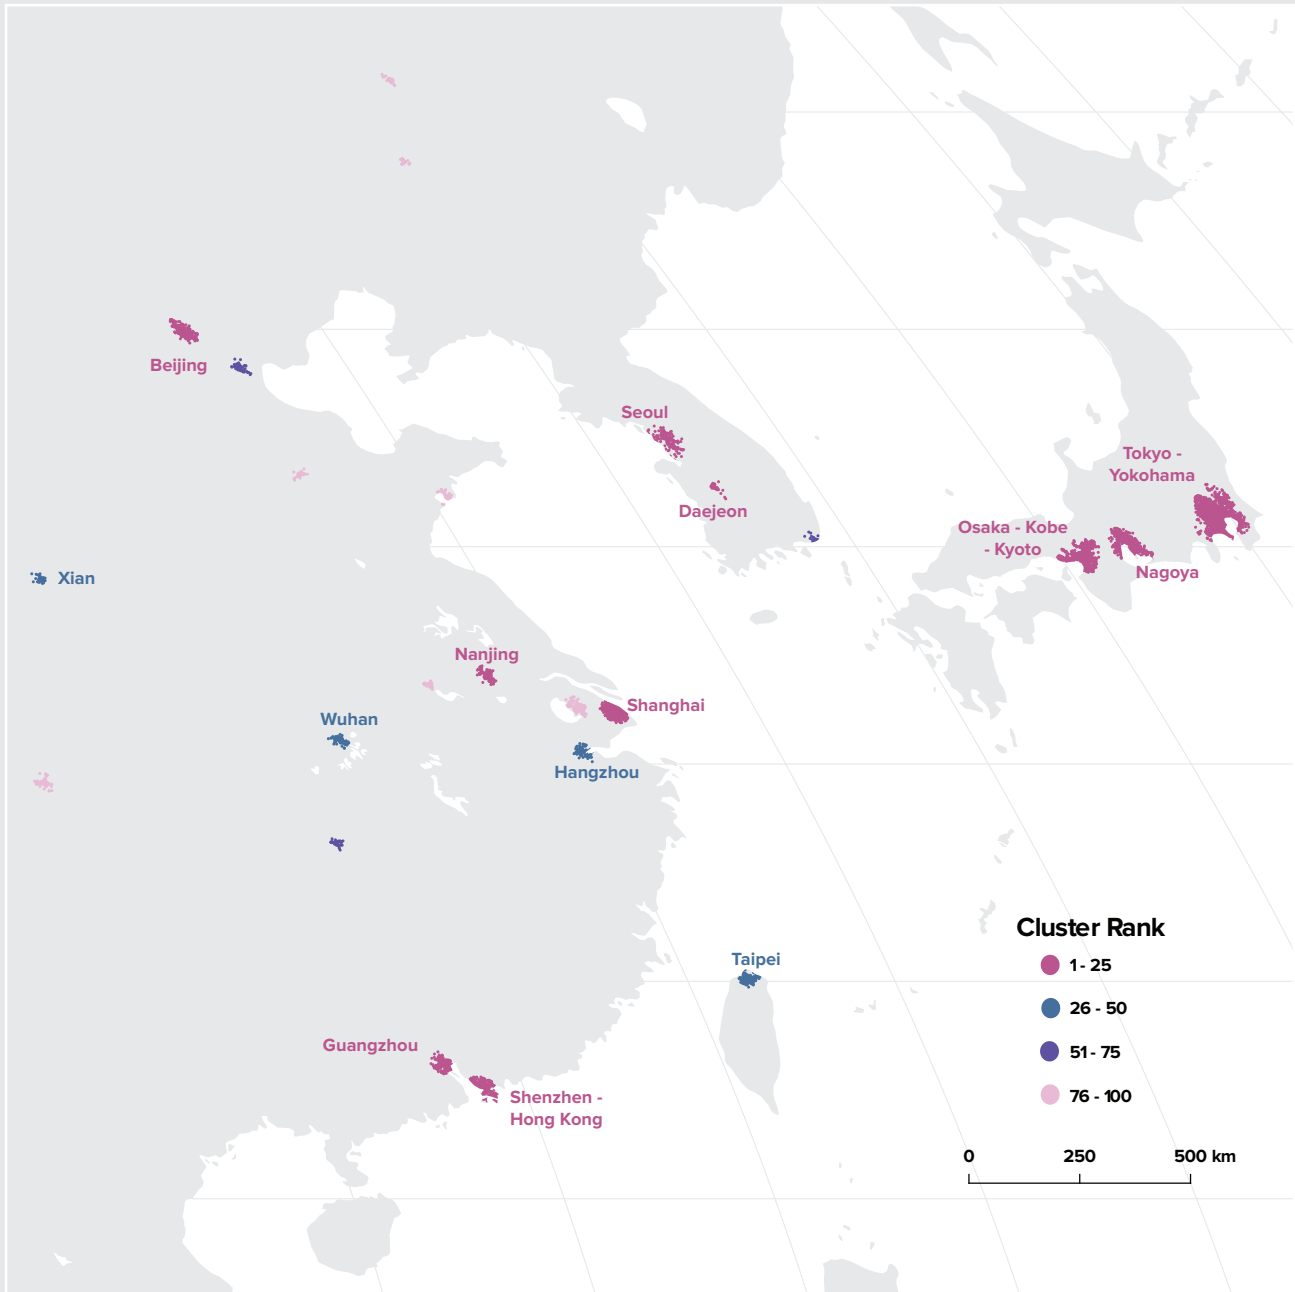 Beijing
Seoul
Tokyo -
Yokohama
Daejeon
Osaka - Kobe
- Kyoto
Nagoya
Xian
Nanjing
Shanghai
Wuhan
Hangzhou
Taipei
Guangzhou
Shenzhen -
Hong Kong
Cluster Rank
1 - 25
26 - 50
51 - 75
76 - 100
0 250 500 km